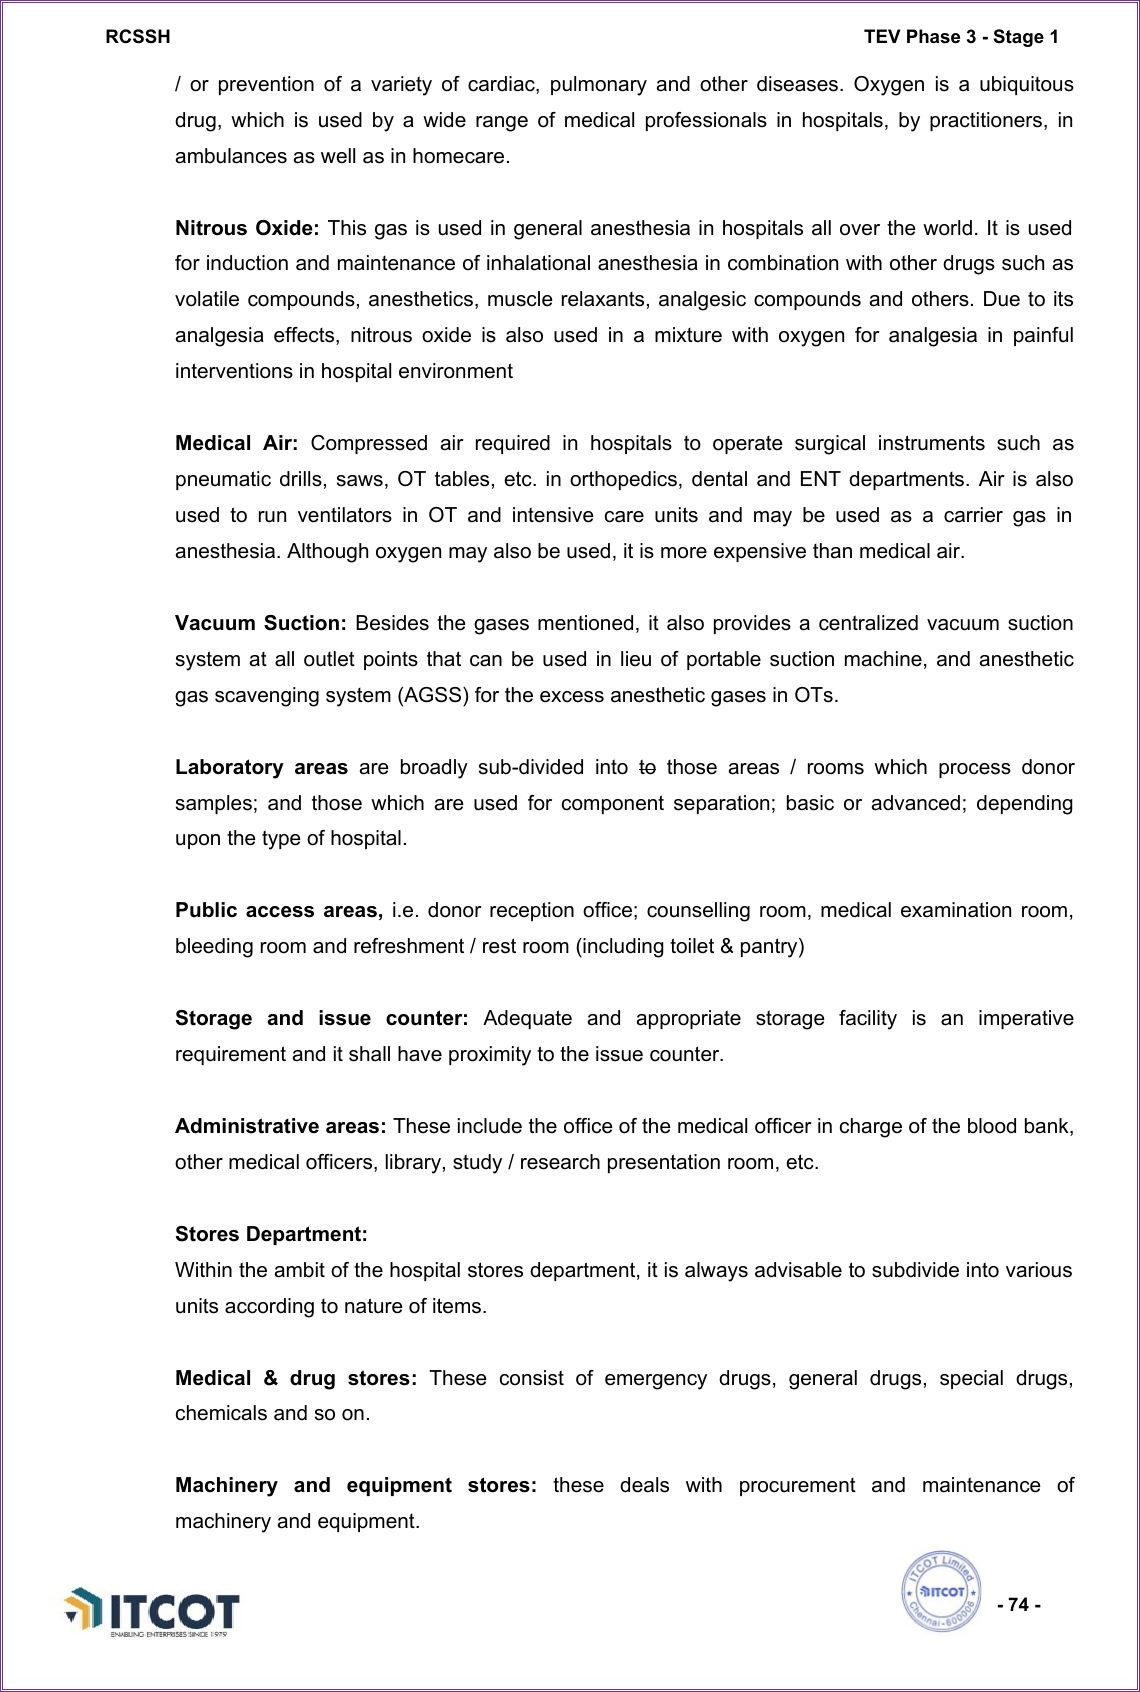 RCSSH TEV Phase 3 - Stage 1
/ or prevention of a variety of cardiac, pulmonary and other diseases. Oxygen is a ubiquitous
drug, which is used by a wide range of medical professionals in hospitals, by practitioners, in
ambulances as well as in homecare.
Nitrous Oxide: This gas is used in general anesthesia in hospitals all over the world. It is used
for induction and maintenance of inhalational anesthesia in combination with other drugs such as
volatile compounds, anesthetics, muscle relaxants, analgesic compounds and others. Due to its
analgesia effects, nitrous oxide is also used in a mixture with oxygen for analgesia in painful
interventions in hospital environment
Medical Air: Compressed air required in hospitals to operate surgical instruments such as
pneumatic drills, saws, OT tables, etc. in orthopedics, dental and ENT departments. Air is also
used to run ventilators in OT and intensive care units and may be used as a carrier gas in
anesthesia. Although oxygen may also be used, it is more expensive than medical air.
Vacuum Suction: Besides the gases mentioned, it also provides a centralized vacuum suction
system at all outlet points that can be used in lieu of portable suction machine, and anesthetic
gas scavenging system (AGSS) for the excess anesthetic gases in OTs.
Laboratory areas are broadly sub-divided into to those areas / rooms which process donor
samples; and those which are used for component separation; basic or advanced; depending
upon the type of hospital.
Public access areas, i.e. donor reception office; counselling room, medical examination room,
bleeding room and refreshment / rest room (including toilet & pantry)
Storage and issue counter: Adequate and appropriate storage facility is an imperative
requirement and it shall have proximity to the issue counter.
Administrative areas: These include the office of the medical officer in charge of the blood bank,
other medical officers, library, study / research presentation room, etc.
Stores Department:
Within the ambit of the hospital stores department, it is always advisable to subdivide into various
units according to nature of items.
Medical & drug stores: These consist of emergency drugs, general drugs, special drugs,
chemicals and so on.
Machinery and equipment stores: these deals with procurement and maintenance of
machinery and equipment.
ITCOT
ENABLING ENTERPRISES SINCE 1979
ITCOT Limited
ITCOT
Chennai-600006
- 74 -